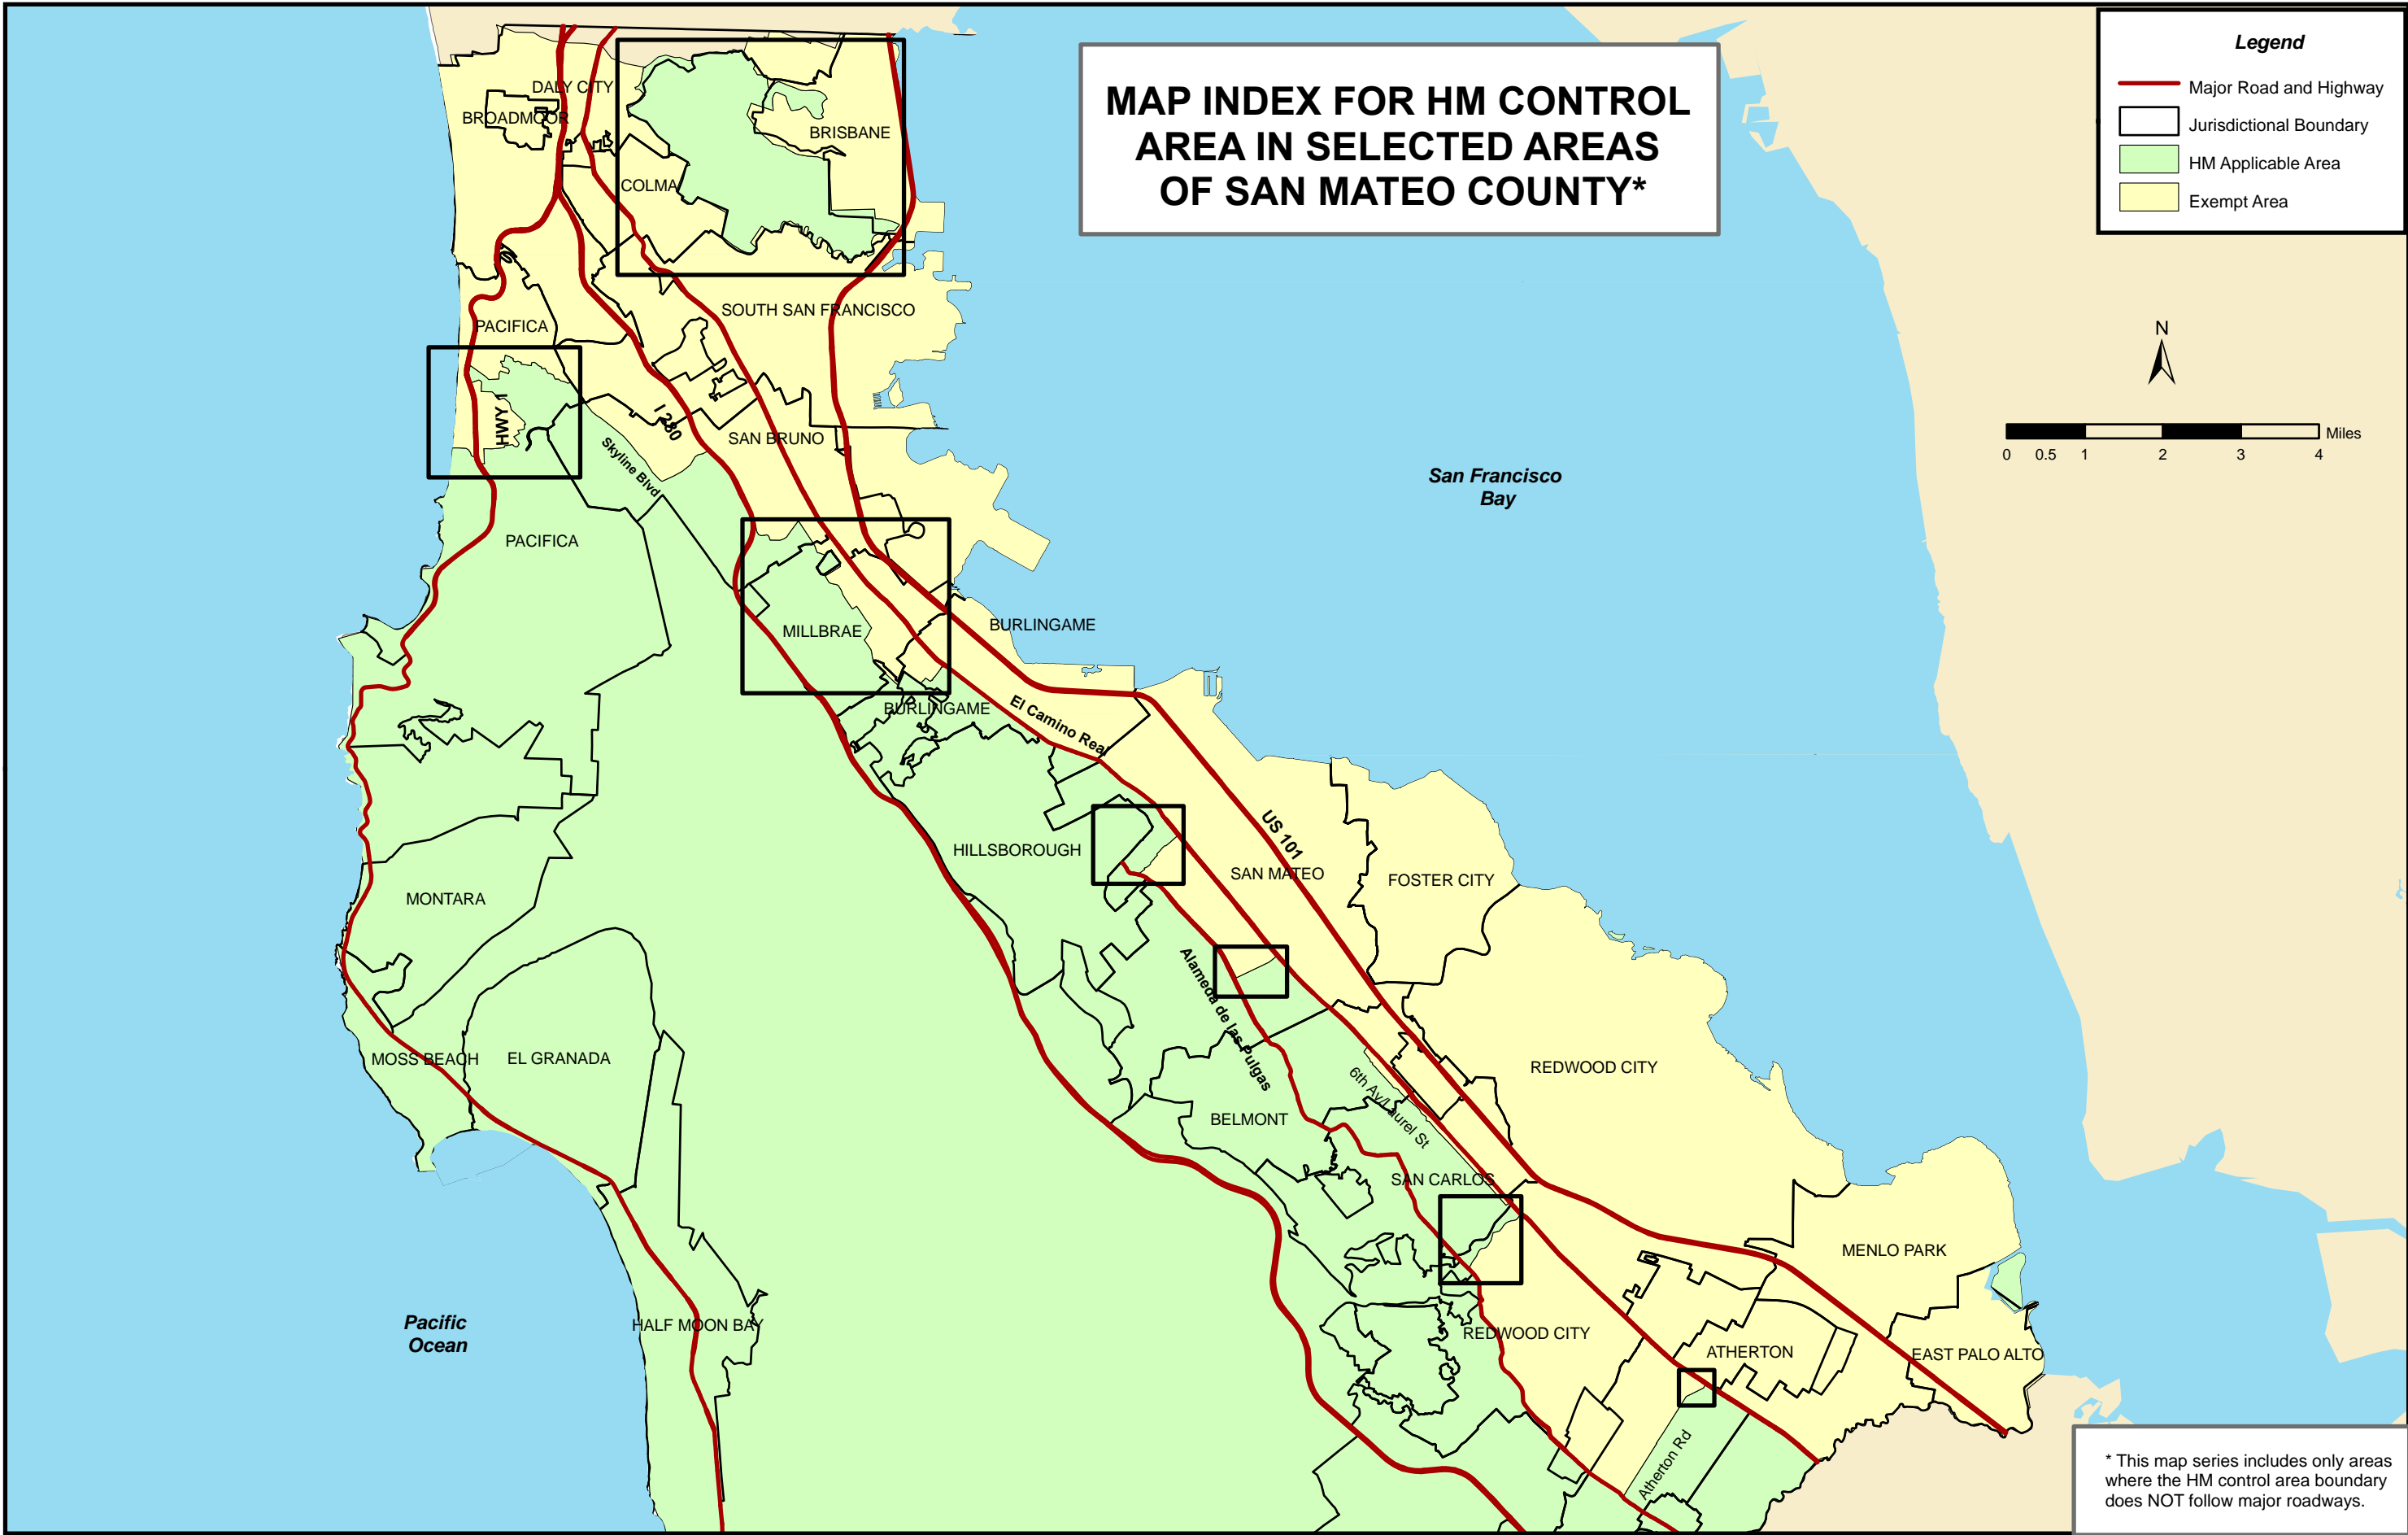 MAP INDEX FOR HM CONTROL
AREA IN SELECTED AREAS
OF SAN MATEO COUNTY*
Legend
Major Road and Highway
Jurisdictional Boundary
HM Applicable Area
Exempt Area
N
Miles
0 0.5 1 2 3 4
DALY CITY
BROADMOOR
BRISBANE
COLMA
SOUTH SAN FRANCISCO
PACIFICA
HWY 1
I 280
SAN BRUNO
Skyline Blvd
San Francisco
Bay
PACIFICA
MILLBRAE
BURLINGAME
BURLINGAME
El Camino Real
US 101
HILLSBOROUGH
SAN MATEO
FOSTER CITY
MONTARA
Alameda de las Pulgas
MOSS BEACH
EL GRANADA
REDWOOD CITY
6th Av/Laurel St
BELMONT
SAN CARLOS
MENLO PARK
Pacific
Ocean
HALF MOON BAY
REDWOOD CITY
ATHERTON
EAST PALO ALTO
Atherton Rd
* This map series includes only areas
where the HM control area boundary
does NOT follow major roadways.